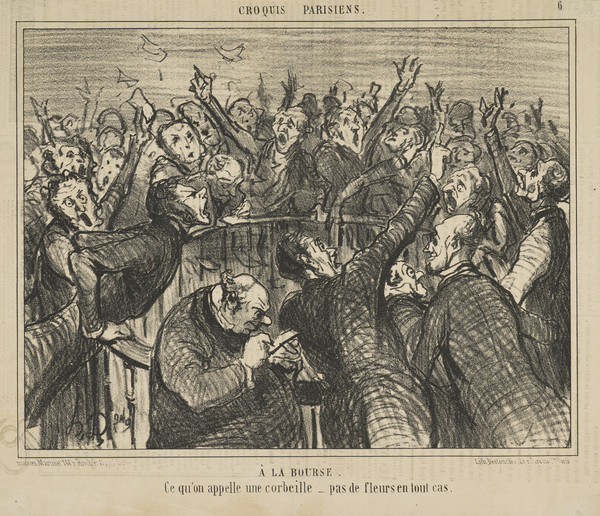 CROQUIS PARISIENS.
6
h.D.
À LA BOURSE.
Ce qu'on appelle une corbeille _ pas de fleurs en tout cas.